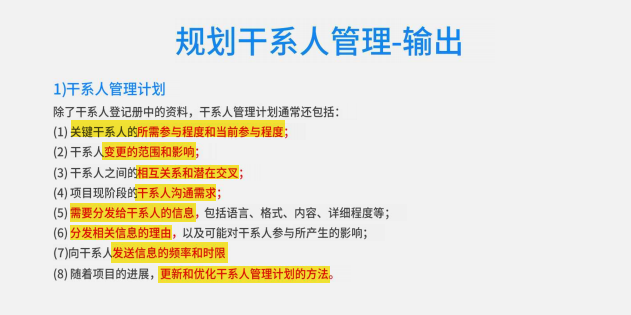 规划干系人管理-输出
1)干系人管理计划
除了干系人登记册中的资料，干系人管理计划通常还包括：
(1) 关键干系人的所需参与程度和当前参与程度；
(2) 干系人变更的范围和影响；
(3) 干系人之间的相互关系和潜在交叉；
(4) 项目现阶段的干系人沟通需求；
(5) 需要分发给干系人的信息，包括语言、格式、内容、详细程度等；
(6) 分发相关信息的理由，以及可能对干系人参与所产生的影响；
(7)向干系人发送信息的频率和时限
(8) 随着项目的进展，更新和优化干系人管理计划的方法。